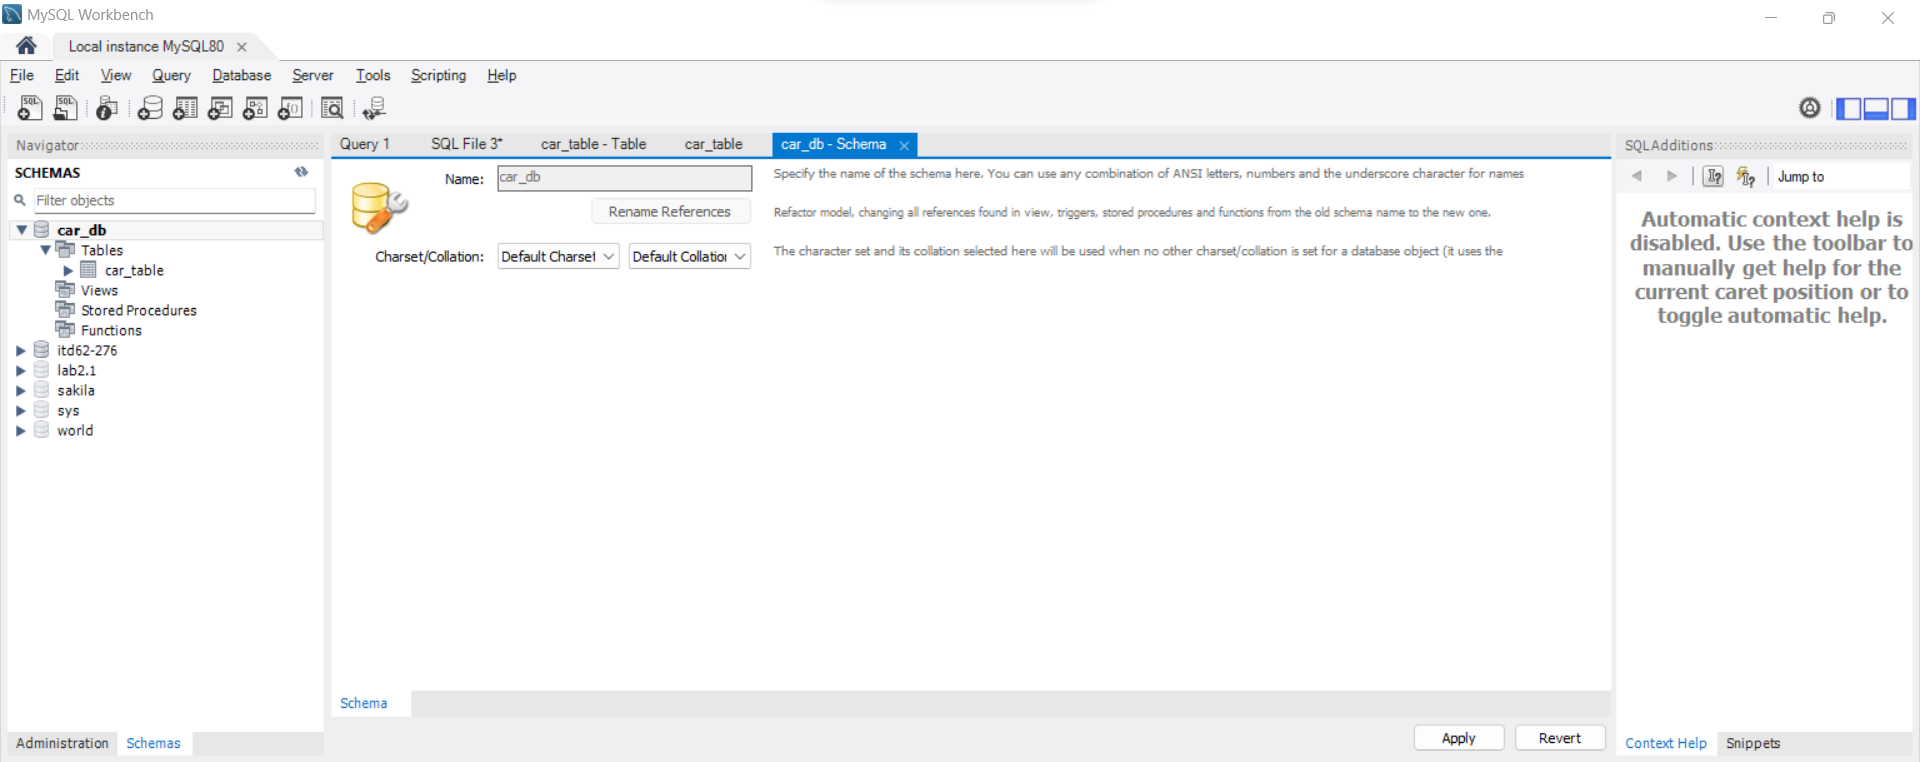 MySQL Workbench
Local instance MySQL80
File Edit View Query Database Server Tools Scripting Help
Navigator
SCHEMAS
Filter objects
car_db
Tables
car_table
Views
Stored Procedures
Functions
itd62-276
lab2.1
sakila
sys
world
Administration Schemas
Query 1 SQL File 3* car_table - Table car_table car_db - Schema
Name: car_db Specify the name of the schema here. You can use any combination of ANSI letters, numbers and the underscore character for names
Rename References Refactor model, changing all references found in view, triggers, stored procedures and functions from the old schema name to the new one.
Charset/Collation: Default Charset Default Collation The character set and its collation selected here will be used when no other charset/collation is set for a database object (it uses the
Schema
Apply Revert
SQLAdditions
Jump to
Automatic context help is
disabled. Use the toolbar to
manually get help for the
current caret position or to
toggle automatic help.
Context Help Snippets